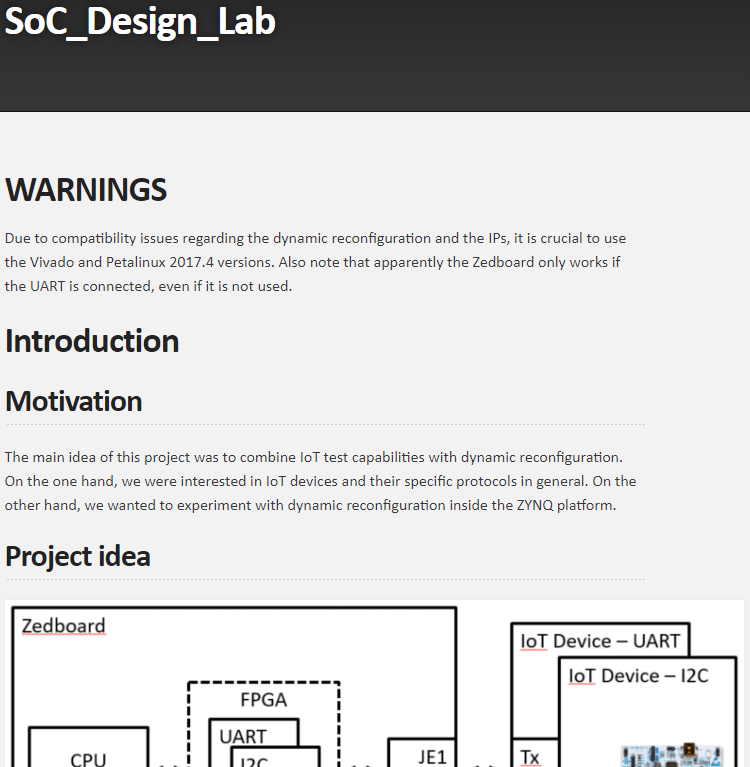 SoC_Design_Lab
WARNINGS
Due to compatibility issues regarding the dynamic reconfiguration and the IPs, it is crucial to use
the Vivado and Petalinux 2017.4 versions. Also note that apparently the Zedboard only works if
the UART is connected, even if it is not used.
Introduction
Motivation
The main idea of this project was to combine IoT test capabilities with dynamic reconfiguration.
On the one hand, we were interested in IoT devices and their specific protocols in general. On the
other hand, we wanted to experiment with dynamic reconfiguration inside the ZYNQ platform.
Project idea
Zedboard
IoT Device – UART
IoT Device – I2C
FPGA
UART
I2C
CPU
JE1
Tx